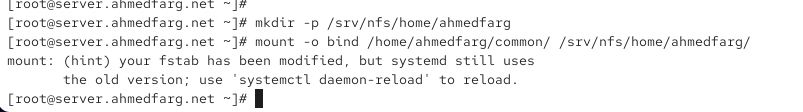 [root@server.ahmedfarg.net ~]#
[root@server.ahmedfarg.net ~]# mkdir -p /srv/nfs/home/ahmedfarg
[root@server.ahmedfarg.net ~]# mount -o bind /home/ahmedfarg/common/ /srv/nfs/home/ahmedfarg/
mount: (hint) your fstab has been modified, but systemd still uses
       the old version; use 'systemctl daemon-reload' to reload.
[root@server.ahmedfarg.net ~]#